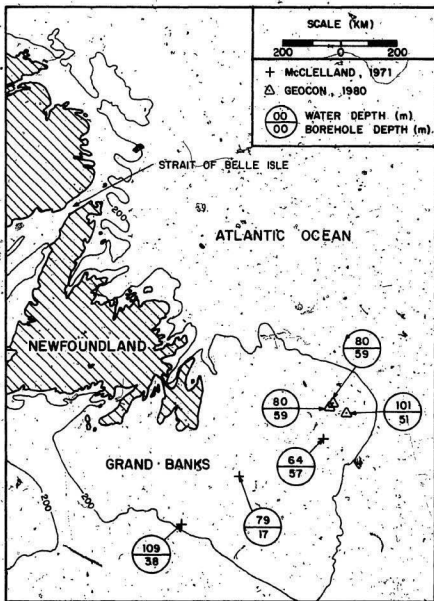 SCALE (KM)
200 0 200
+ McCLELLAND, 1971
△ GEOCON., 1980
00 WATER DEPTH (m)
00 BOREHOLE DEPTH (m)
STRAIT OF BELLE ISLE
200
ATLANTIC OCEAN
NEWFOUNDLAND
80
59
80
59
101
51
GRAND BANKS
64
57
79
17
200
200
109
38